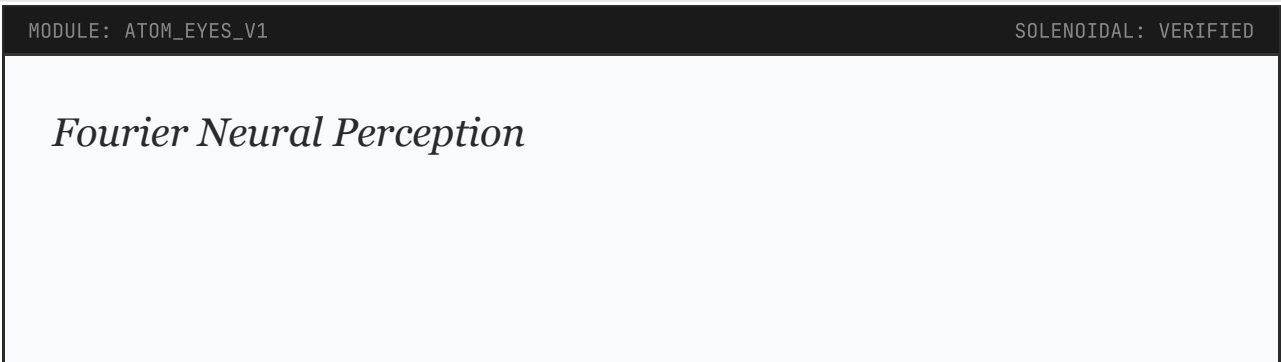 MODULE: ATOM_EYES_V1 SOLENOIDAL: VERIFIED
Fourier Neural Perception